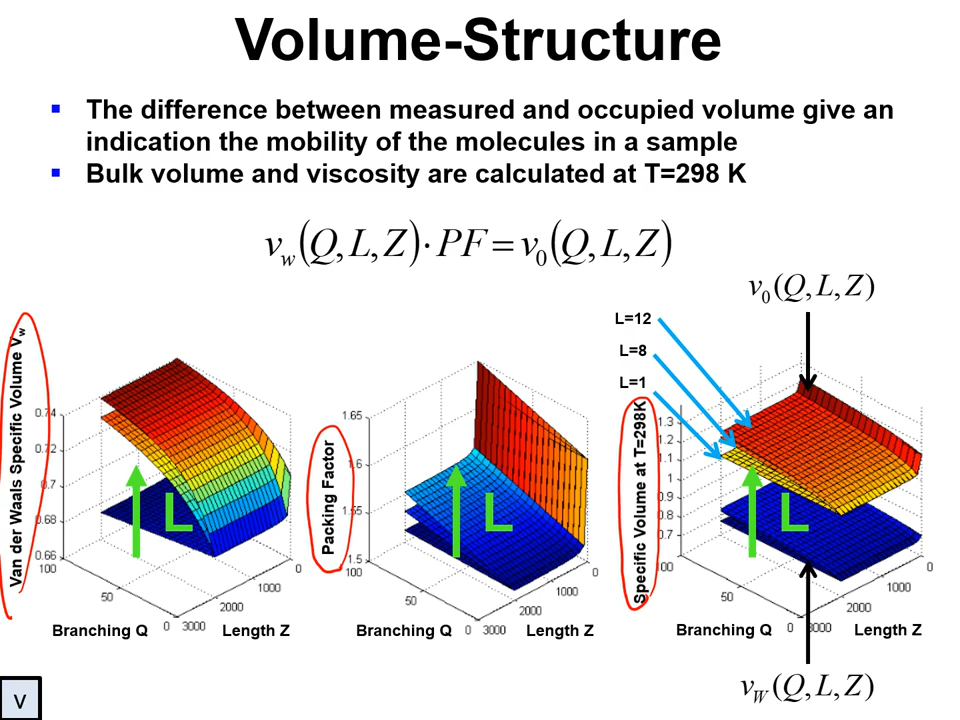 Volume-Structure
The difference between measured and occupied volume give an
indication the mobility of the molecules in a sample
Bulk volume and viscosity are calculated at T=298 K
v_w(Q,L,Z)·PF=v_0(Q,L,Z)
v_0(Q,L,Z)
L=12
L=8
L=1
Van der Waals Specific Volume V_w
0.74
0.72
0.7
0.68
0.66
100
50
0
3000
2000
1000
0
L
Branching Q
Length Z
Packing Factor
1.65
1.6
1.55
1.5
100
50
0
3000
2000
1000
0
L
Branching Q
Length Z
Specific Volume at T=298K
1.3
1.2
1.1
0.9
0.8
0.7
50
0
3000
2000
1000
0
L
Branching Q
Length Z
v_W(Q,L,Z)
V